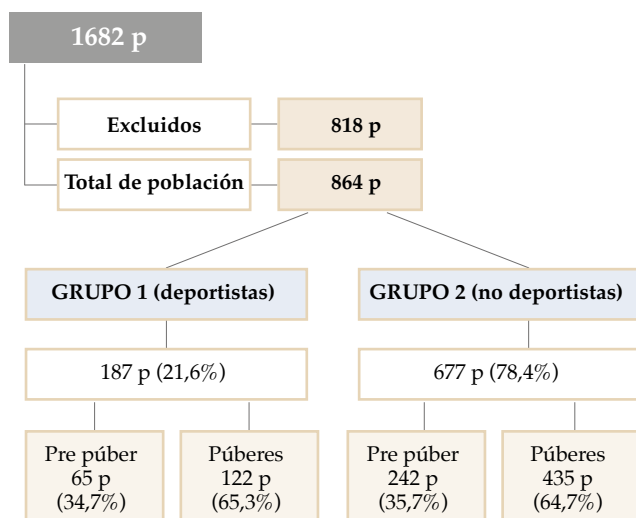 1682 p
Excluidos
818 p
Total de población
864 p
GRUPO 1 (deportistas)
GRUPO 2 (no deportistas)
187 p (21,6%)
677 p (78,4%)
Pre púber
65 p
(34,7%)
Púberes
122 p
(65,3%)
Pre púber
242 p
(35,7%)
Púberes
435 p
(64,7%)